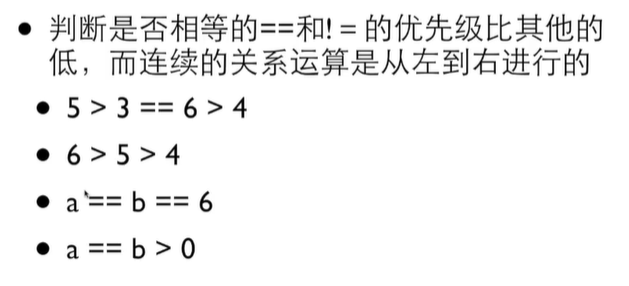 ● 判断是否相等的==和! = 的优先级比其他的
低，而连续的关系运算是从左到右进行的
● 5 > 3 == 6 > 4
● 6 > 5 > 4
● a == b == 6
● a == b > 0